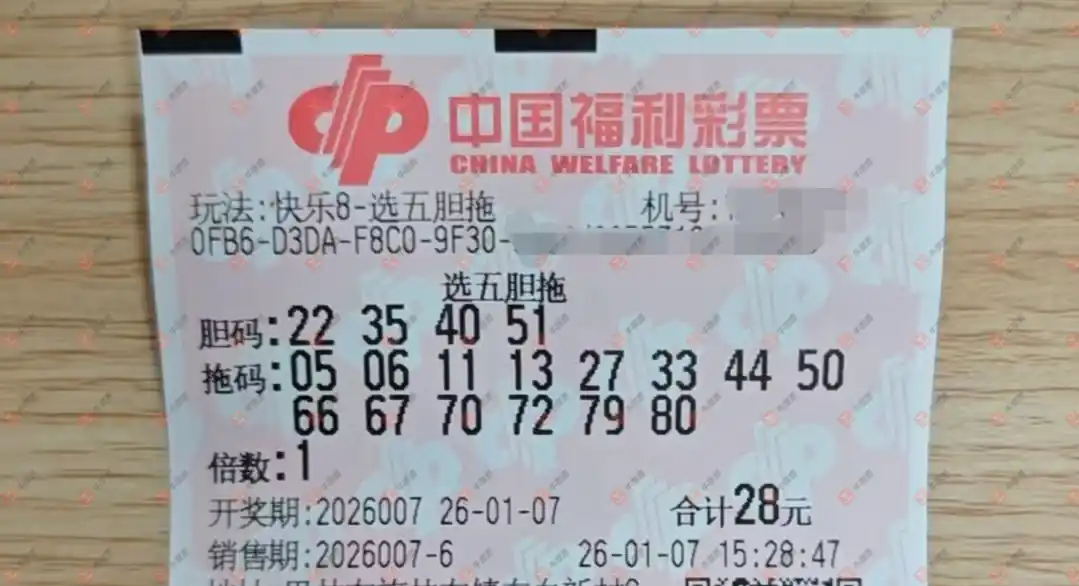 中国福利彩票
CHINA WELFARE LOTTERY
玩法:快乐8-选五胆拖 机号:
0FB6-D3DA-F8C0-9F30-
选五胆拖
胆码:22 35 40 51
拖码:05 06 11 13 27 33 44 50
66 67 70 72 79 80
倍数:1
开奖期:2026007 26-01-07 合计28元
销售期:2026007-6 26-01-07 15:28:47